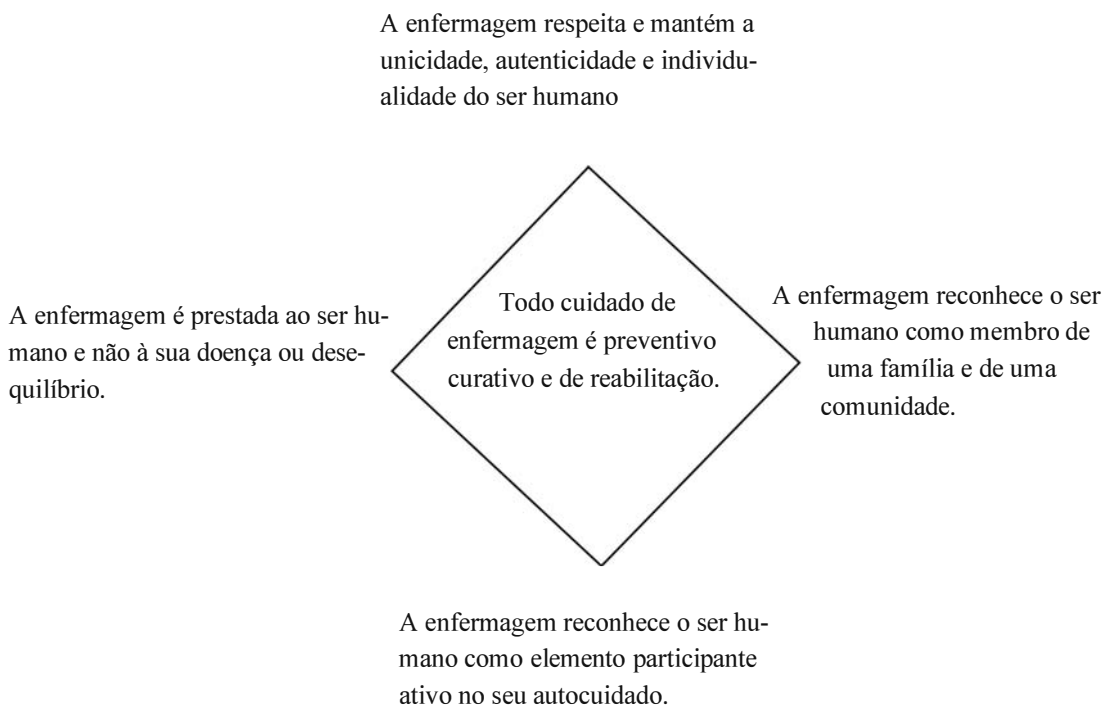 A enfermagem respeita e mantém a
unicidade, autenticidade e individu-
alidade do ser humano
A enfermagem é prestada ao ser hu-
mano e não à sua doença ou dese-
quilíbrio.
Todo cuidado de
enfermagem é preventivo
curativo e de reabilitação.
A enfermagem reconhece o ser
humano como membro de
uma família e de uma
comunidade.
A enfermagem reconhece o ser hu-
mano como elemento participante
ativo no seu autocuidado.